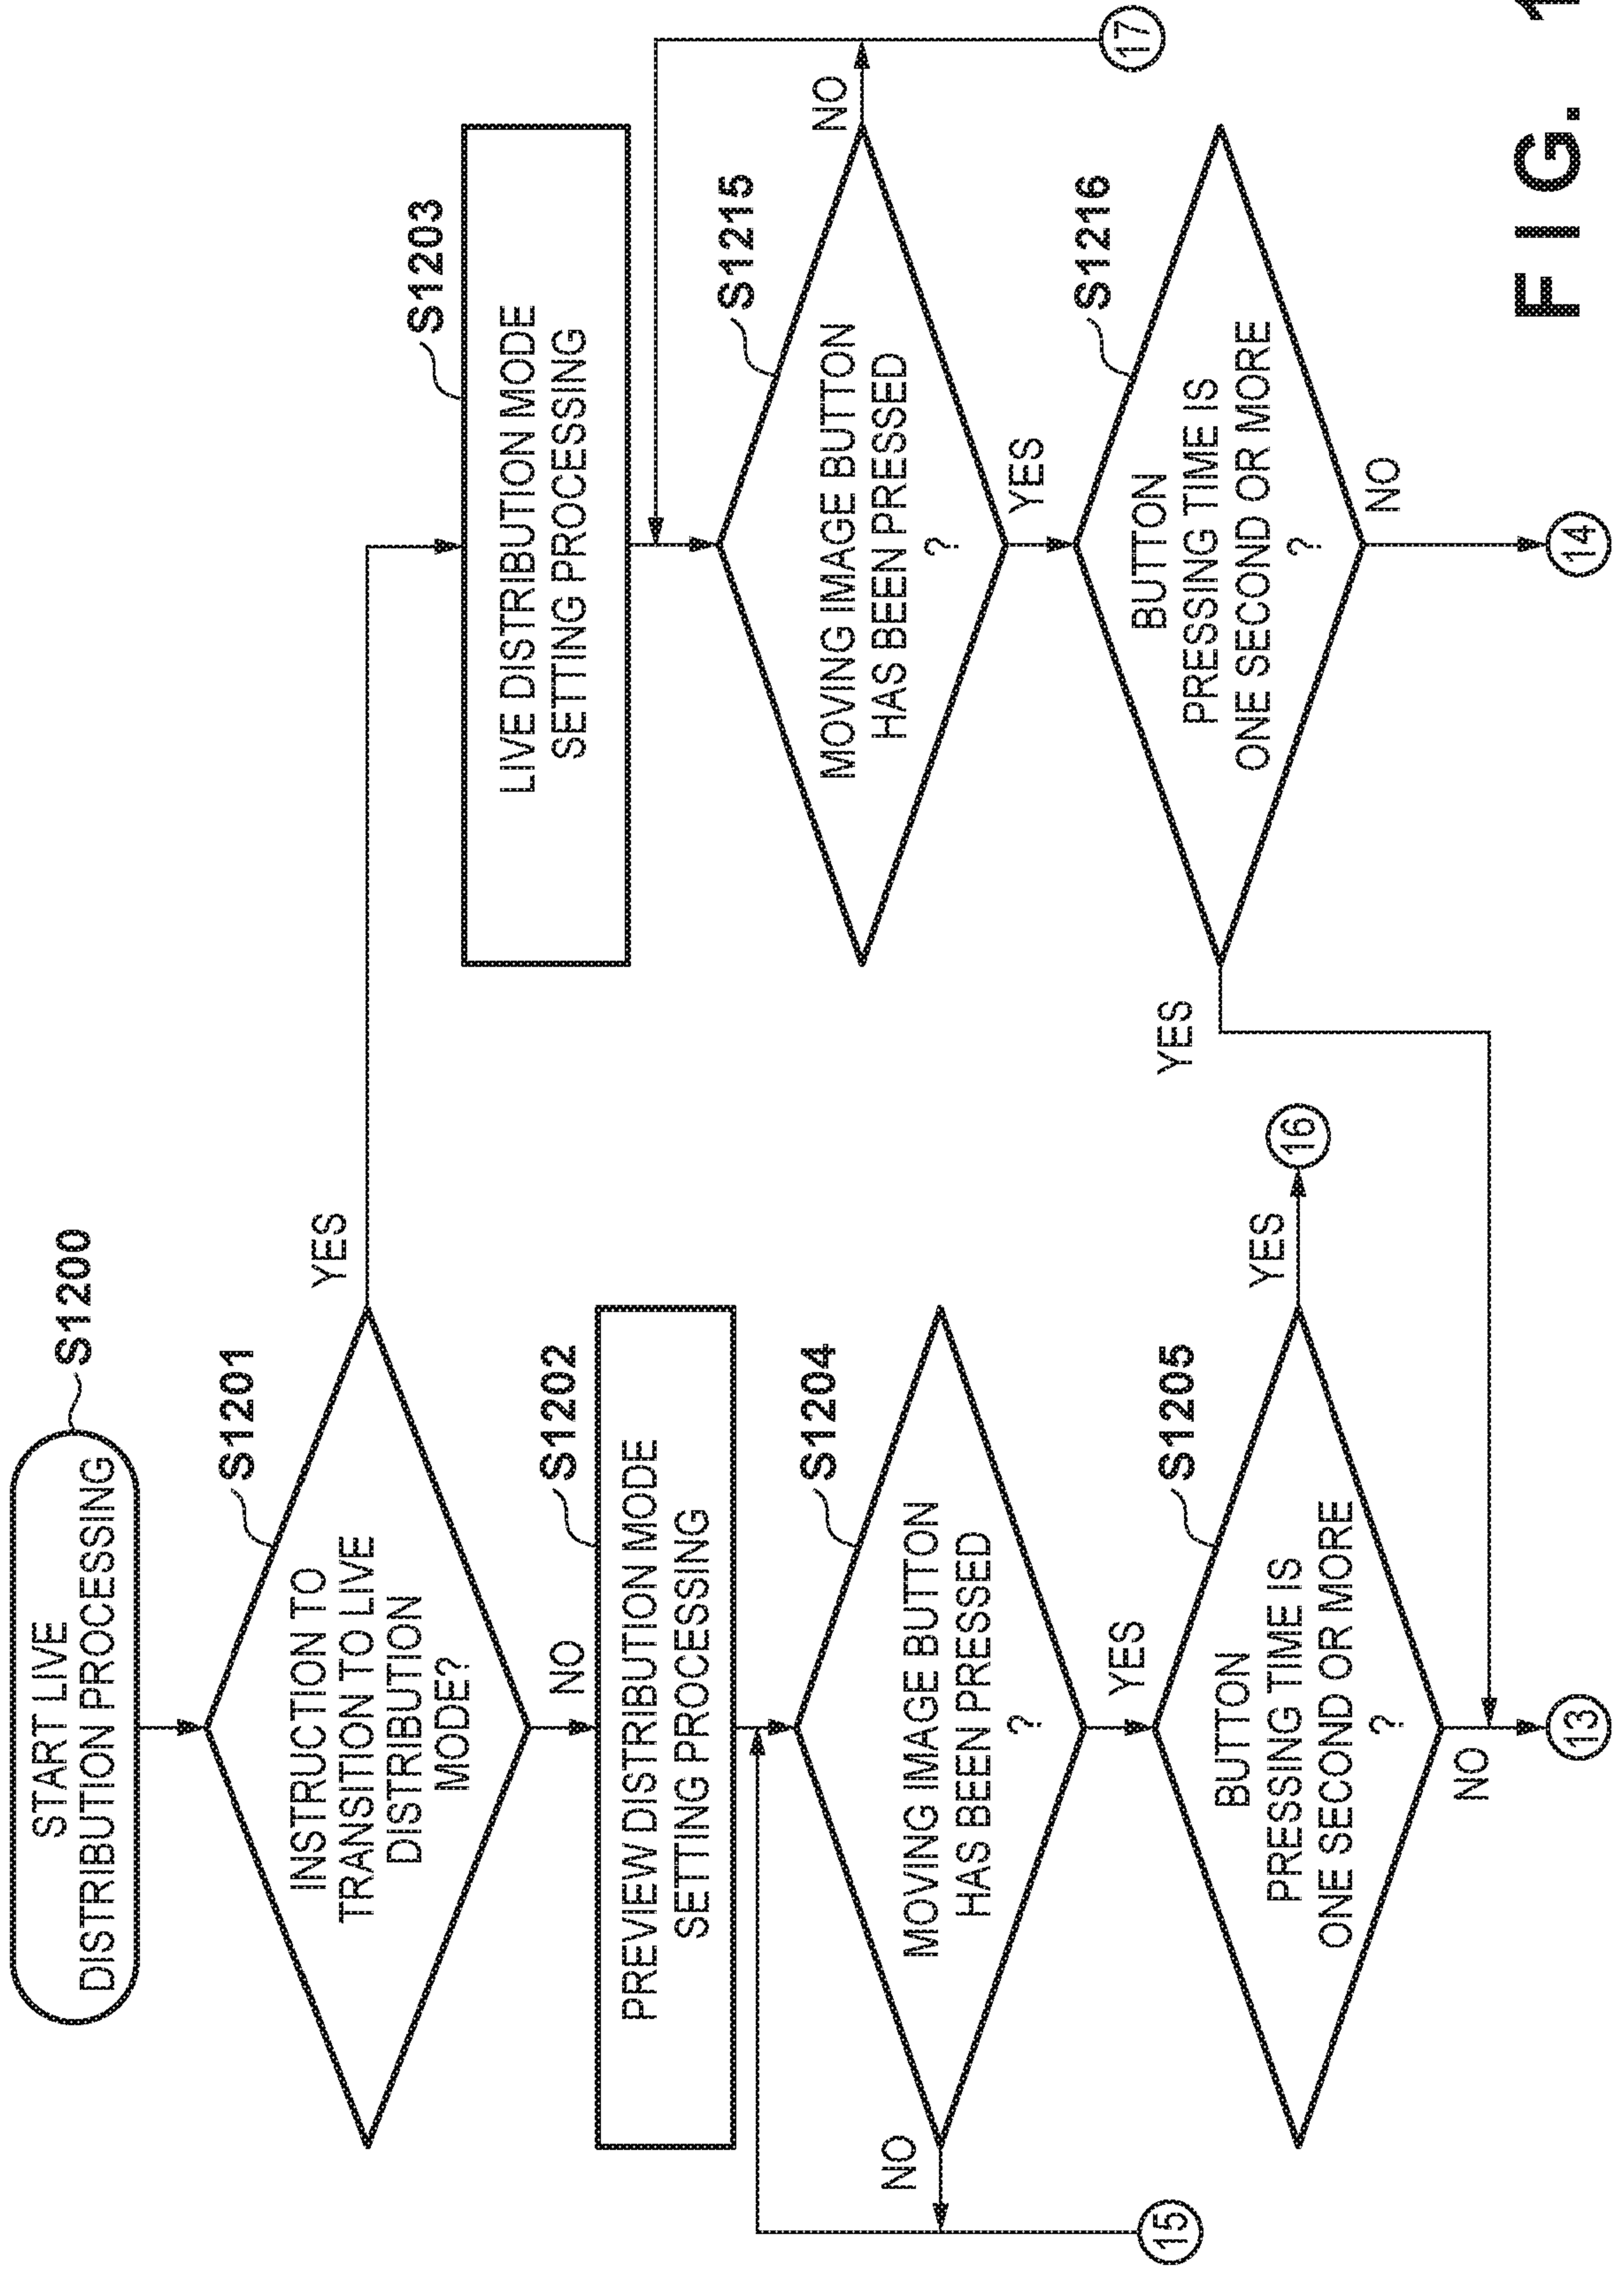 START LIVE
DISTRIBUTION PROCESSING
S1200
INSTRUCTION TO
TRANSITION TO LIVE
DISTRIBUTION
MODE?
S1201
YES
NO
PREVIEW DISTRIBUTION MODE
SETTING PROCESSING
S1202
MOVING IMAGE BUTTON
HAS BEEN PRESSED
?
S1204
NO
YES
15
BUTTON
PRESSING TIME IS
ONE SECOND OR MORE
?
S1205
YES
16
NO
13
LIVE DISTRIBUTION MODE
SETTING PROCESSING
S1203
MOVING IMAGE BUTTON
HAS BEEN PRESSED
?
S1215
NO
17
YES
BUTTON
PRESSING TIME IS
ONE SECOND OR MORE
?
S1216
YES
NO
14
FIG.